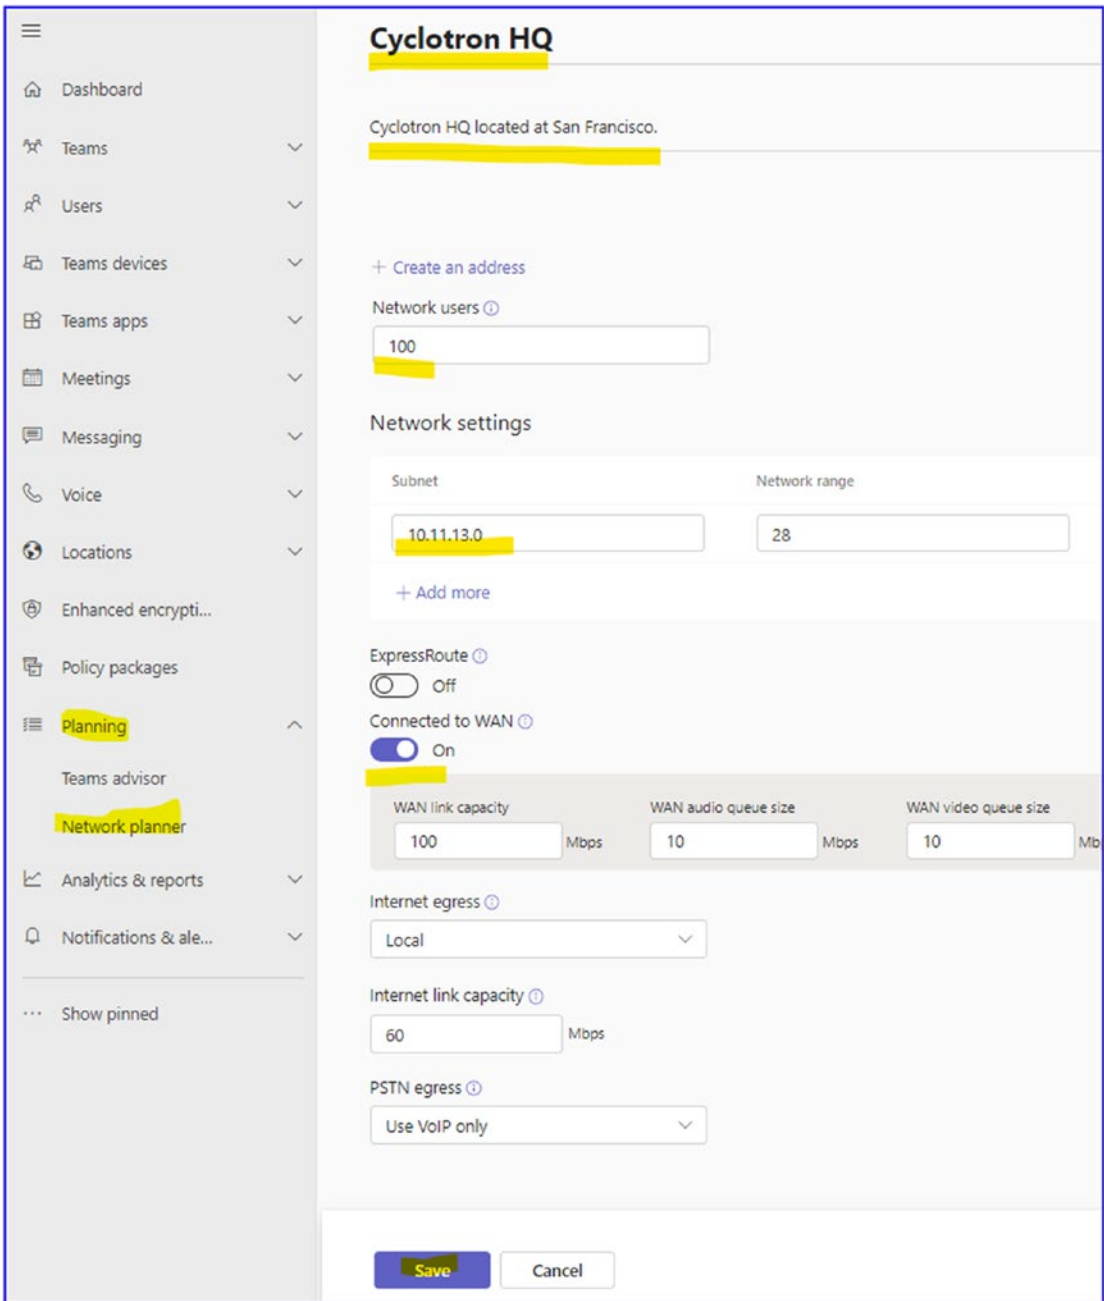 Cyclotron HQ
Dashboard
Cyclotron HQ located at San Francisco.
Teams
Users
Teams devices
+ Create an address
Network users
Teams apps
100
Meetings
Network settings
Messaging
Subnet Network range
Voice
10.11.13.0 28
Locations
+ Add more
Enhanced encrypti...
ExpressRoute
Policy packages
Off
Connected to WAN
Planning
On
Teams advisor
WAN link capacity WAN audio queue size WAN video queue size
Network planner
100 Mbps 10 Mbps 10 Mb
Analytics & reports
Internet egress
Notifications & ale...
Local
Internet link capacity
Show pinned
60 Mbps
PSTN egress
Use VoIP only
Save Cancel